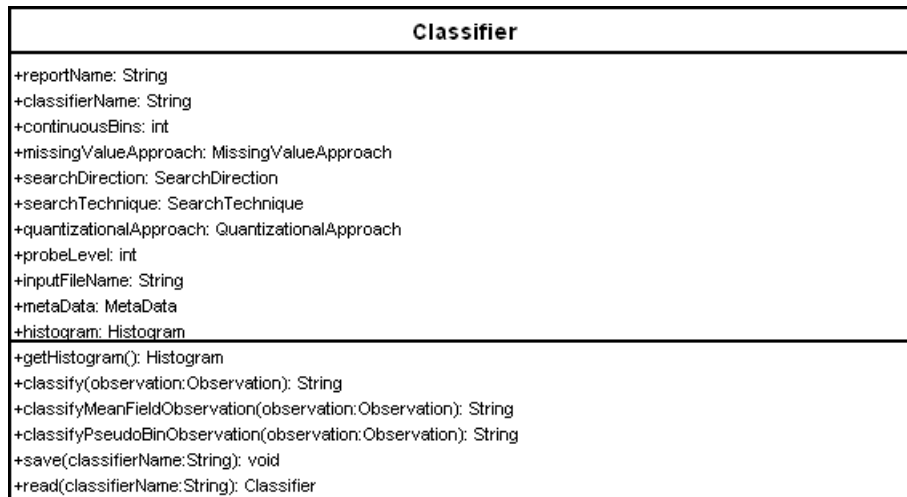 Classifier
+reportName: String
+classifierName: String
+continuousBins: int
+missingValueApproach: MissingValueApproach
+searchDirection: SearchDirection
+searchTechnique: SearchTechnique
+quantizationalApproach: QuantizationalApproach
+probeLevel: int
+inputFileName: String
+metaData: MetaData
+histogram: Histogram
+getHistogram(): Histogram
+classify(observation:Observation): String
+classifyMeanFieldObservation(observation:Observation): String
+classifyPseudoBinObservation(observation:Observation): String
+save(classifierName:String): void
+read(classifierName:String): Classifier